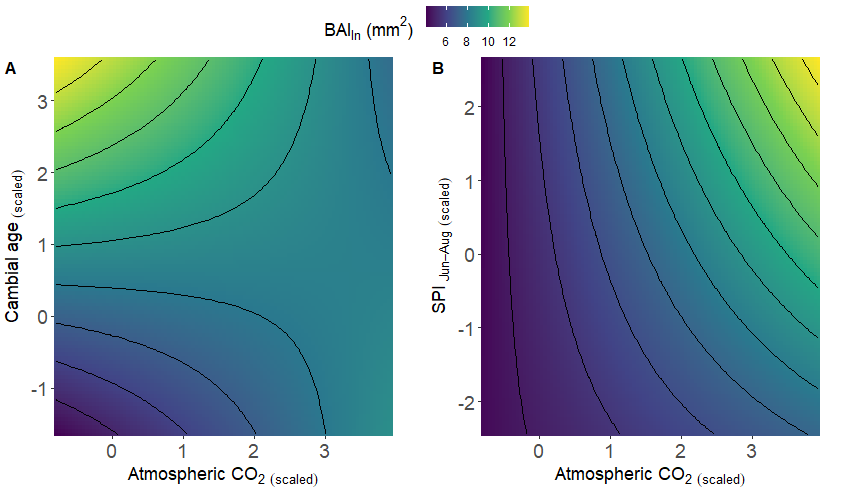 BAI_ln (mm²)
6 8 10 12
A
B
Cambial age (scaled)
3
2
1
0
-1
0 1 2 3
Atmospheric CO₂ (scaled)
SPI Jun–Aug (scaled)
2
1
0
-1
-2
0 1 2 3
Atmospheric CO₂ (scaled)